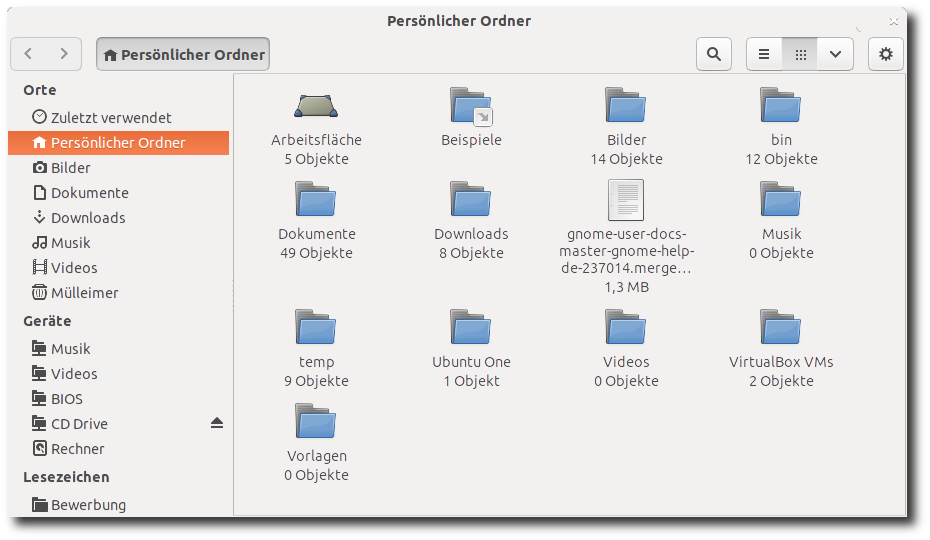 Persönlicher Ordner
Persönlicher Ordner
Orte
Zuletzt verwendet
Persönlicher Ordner
Bilder
Dokumente
Downloads
Musik
Videos
Mülleimer
Geräte
Musik
Videos
BIOS
CD Drive
Rechner
Lesezeichen
Bewerbung
Arbeitsfläche
5 Objekte
Beispiele
Bilder
14 Objekte
bin
12 Objekte
Dokumente
49 Objekte
Downloads
8 Objekte
gnome-user-docs-
master-gnome-help-
de-237014.merge...
1,3 MB
Musik
0 Objekte
temp
9 Objekte
Ubuntu One
1 Objekt
Videos
0 Objekte
VirtualBox VMs
2 Objekte
Vorlagen
0 Objekte